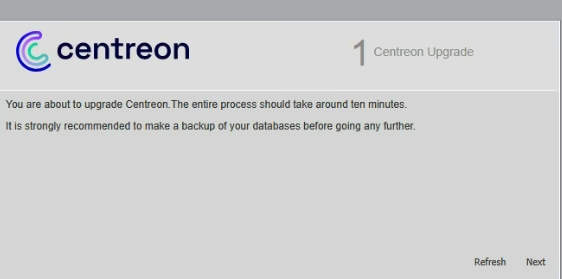 centreon
1 Centreon Upgrade
You are about to upgrade Centreon.The entire process should take around ten minutes.
It is strongly recommended to make a backup of your databases before going any further.
Refresh Next